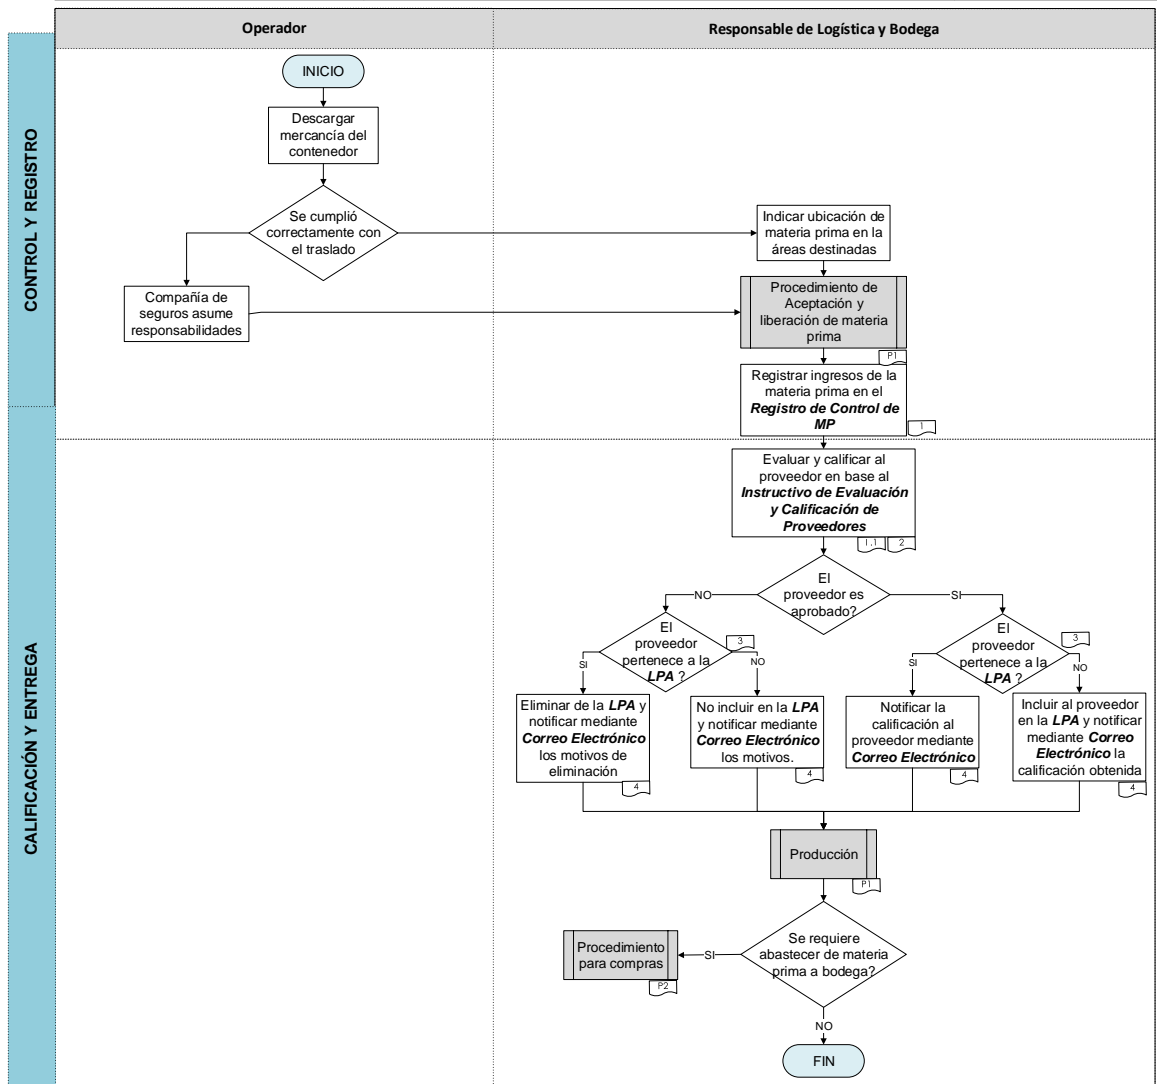 Operador
Responsable de Logística y Bodega
CONTROL Y REGISTRO
INICIO
Descargar
mercancía del
contenedor
Se cumplió
correctamente con
el traslado
Indicar ubicación de
materia prima en la
áreas destinadas
Compañía de
seguros asume
responsabilidades
Procedimiento de
Aceptación y
liberación de materia
prima
P1
Registrar ingresos de la
materia prima en el
Registro de Control de
MP
1
CALIFICACIÓN Y ENTREGA
Evaluar y calificar al
proveedor en base al
Instructivo de Evaluación
y Calificación de
Proveedores
1,1
2
El
proveedor es
aprobado?
NO
SI
El
proveedor
pertenece a la
LPA ?
3
SI
NO
El
proveedor
pertenece a la
LPA ?
3
SI
NO
Eliminar de la LPA y
notificar mediante
Correo Electrónico
los motivos de
eliminación
4
No incluir en la LPA
y notificar mediante
Correo Electrónico
los motivos.
4
Notificar la
calificación al
proveedor mediante
Correo Electrónico
4
Incluir al proveedor
en la LPA y notificar
mediante Correo
Electrónico la
calificación obtenida
4
Producción
P1
Se requiere
abastecer de materia
prima a bodega?
SI
Procedimiento
para compras
P2
NO
FIN